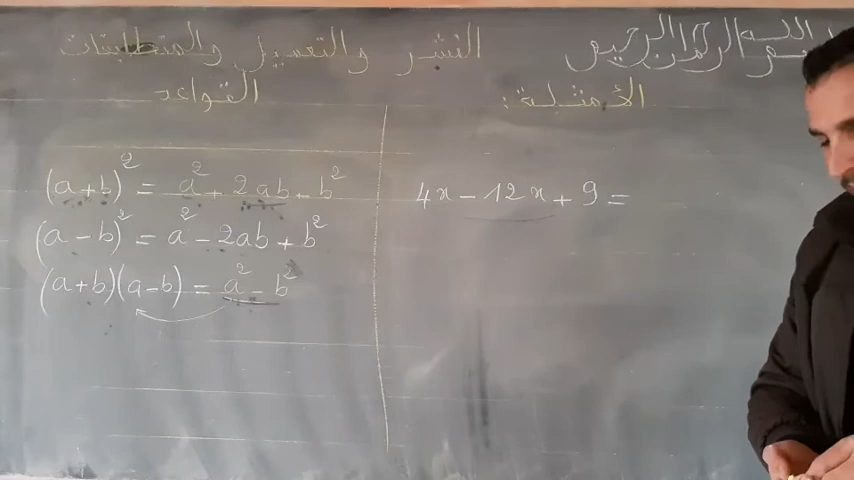 بسم الله الرحمن الرحيم
النشر والتعميل والمتطابقات
القواعد
(a+b)² = a² + 2ab + b²
(a-b)² = a² - 2ab + b²
(a+b)(a-b) = a² - b²
الأمثلة:
4x - 12x + 9 =